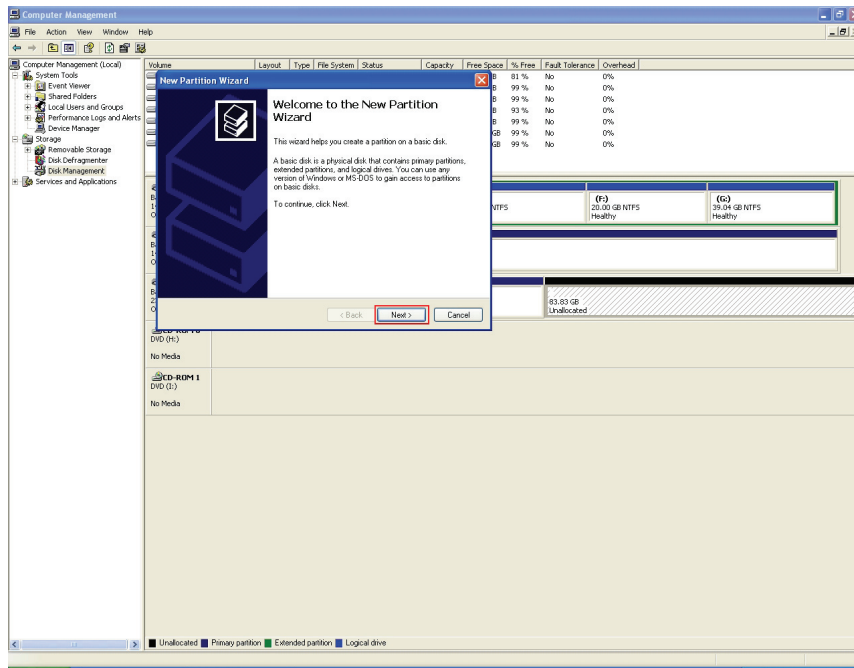 Computer Management
File Action View Window Help
Computer Management (Local)
System Tools
Event Viewer
Shared Folders
Local Users and Groups
Performance Logs and Alerts
Device Manager
Storage
Removable Storage
Disk Defragmenter
Disk Management
Services and Applications
Volume Layout Type File System Status Capacity Free Space % Free Fault Tolerance Overhead
B 81 % No 0%
B 99 % No 0%
B 99 % No 0%
B 93 % No 0%
B 99 % No 0%
GB 99 % No 0%
GB 99 % No 0%
New Partition Wizard
Welcome to the New Partition
Wizard
This wizard helps you create a partition on a basic disk.
A basic disk is a physical disk that contains primary partitions,
extended partitions, and logical drives. You can use any
version of Windows or MS-DOS to gain access to partitions
on basic disks.
To continue, click Next.
< Back Next > Cancel
NTFS
(F:)
20.00 GB NTFS
Healthy
(G:)
39.04 GB NTFS
Healthy
83.83 GB
Unallocated
DVD (H:)
No Media
CD-ROM 1
DVD (I:)
No Media
Unallocated Primary partition Extended partition Logical drive